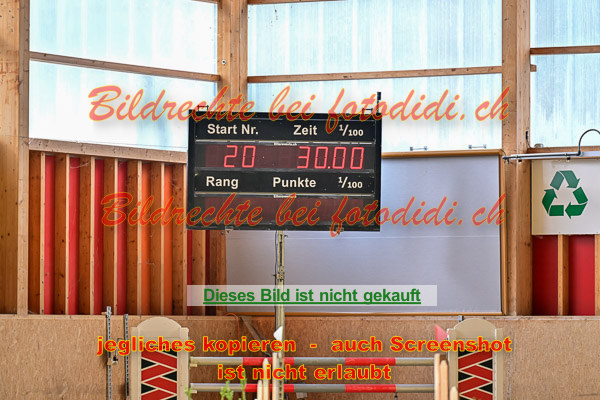 Bildrechte bei fotodidi.ch
Start Nr. Zeit 1/100
20 30.00
Rang Punkte 1/100
Bildrechte bei fotodidi.ch
Dieses Bild ist nicht gekauft
jegliches kopieren - auch Screenshot
ist nicht erlaubt